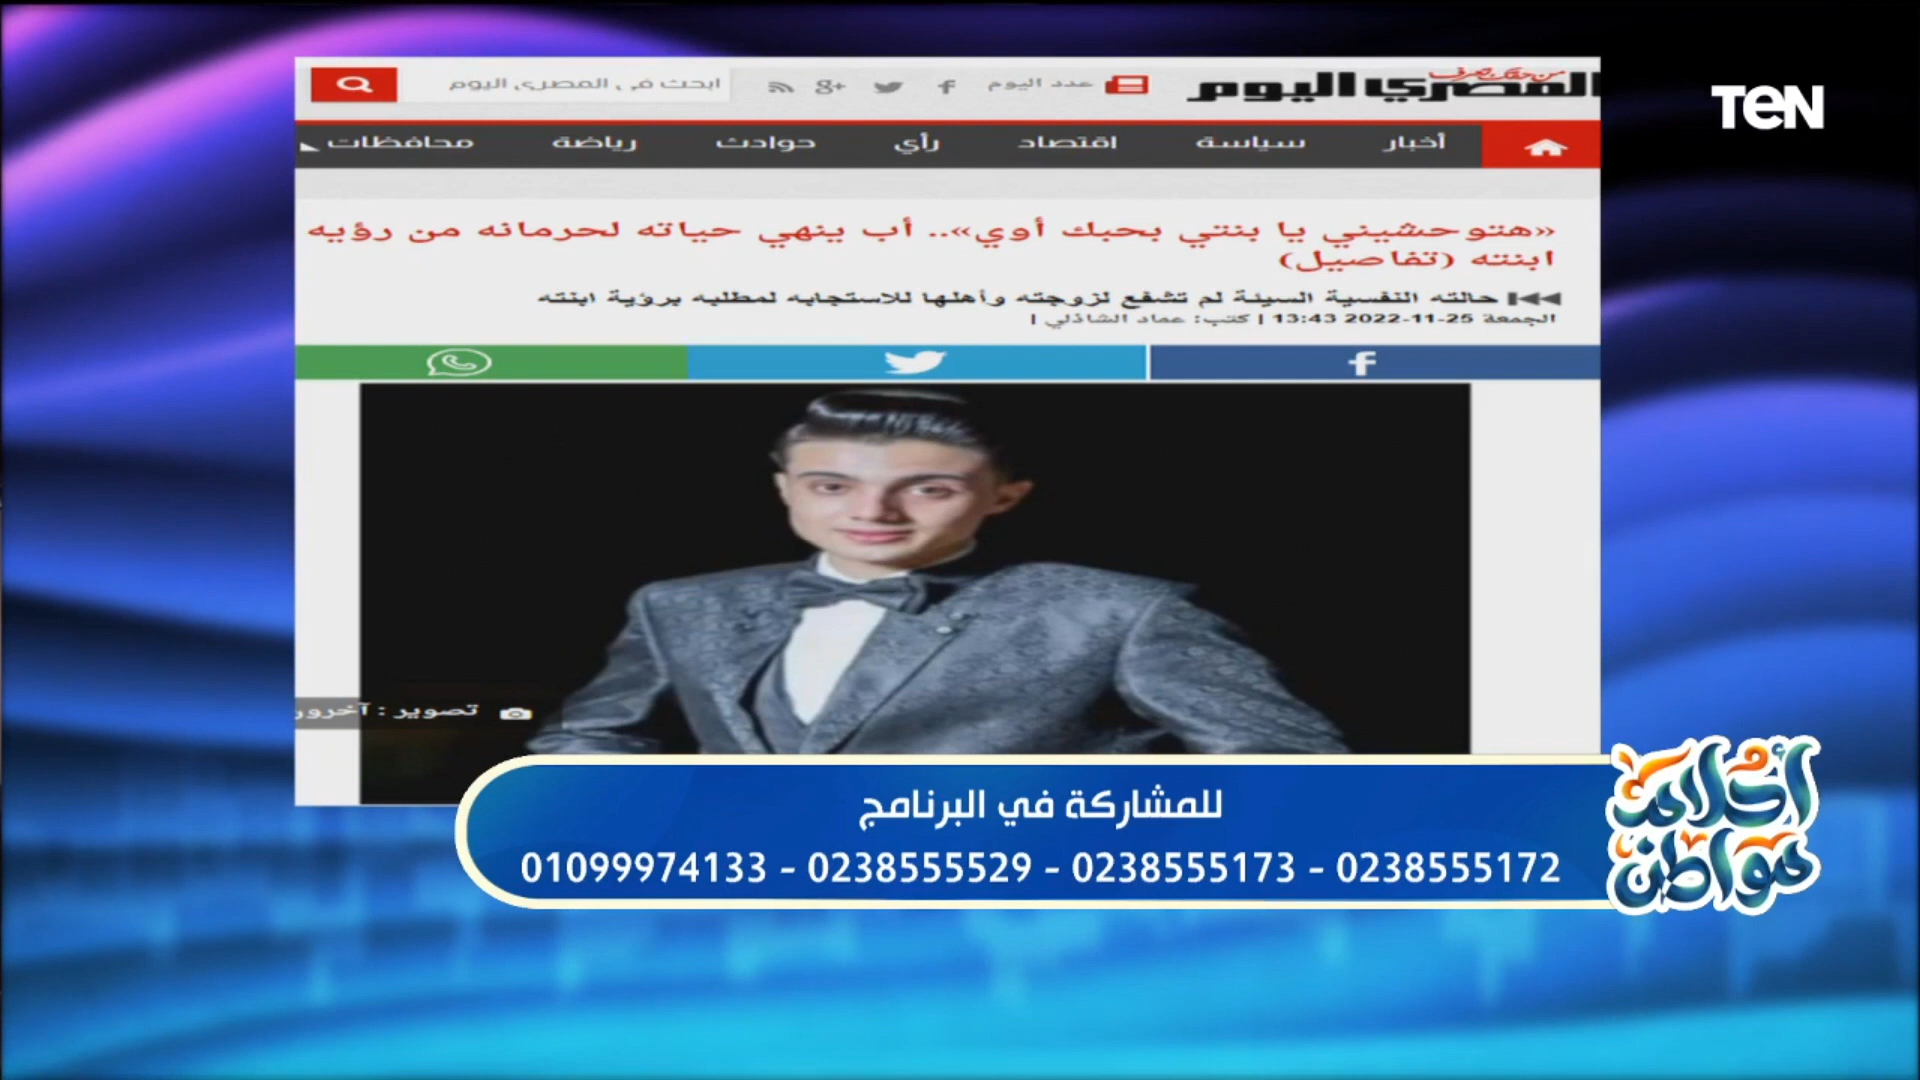 TeN
من حقك تعرف
المصري اليوم
عدد اليوم
ابحث في المصري اليوم
أخبار سياسة اقتصاد رأي حوادث رياضة محافظات
«هتوحشيني يا بنتي بحبك أوي».. أب ينهي حياته لحرمانه من رؤيه
ابنته (تفاصيل)
حالته النفسية السيئة لم تشفع لزوجته وأهلها للاستجابه لمطلبه برؤية ابنته
الجمعة 25-11-2022 13:43 | كتب: عماد الشاذلي |
تصوير : آخرون
للمشاركة في البرنامج
0238555172 - 0238555173 - 0238555529 - 01099974133
أحلام
مواطن